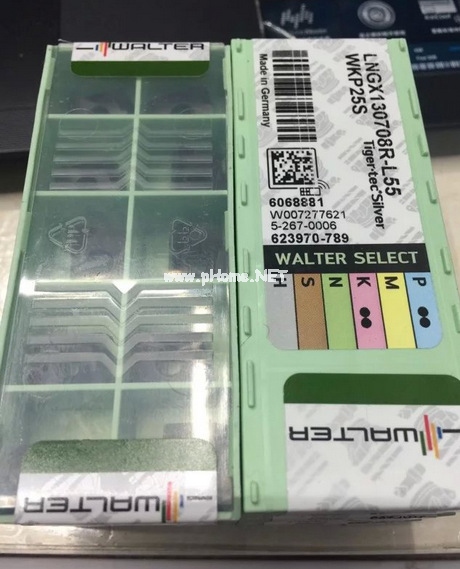 WALTER
LNGX130708R-L55
WKP25S
Tiger·tec®Silver
Made in Germany
6068881
W007277621
5-267-0006
623970-789
WALTER SELECT
H S N K M P
www.pHome.NET
WALTER
WALTER